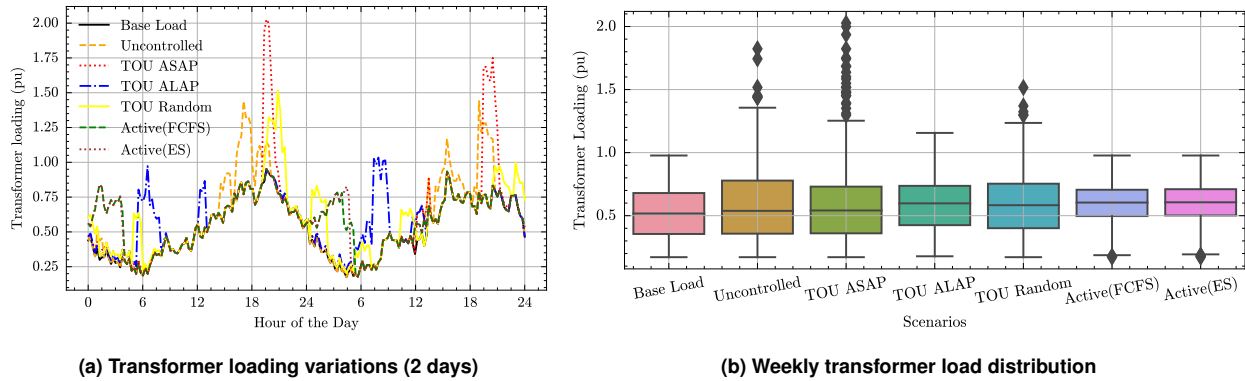 2.00
1.75
1.50
1.25
1.00
0.75
0.50
0.25
Transformer loading (pu)
Base Load
Uncontrolled
TOU ASAP
TOU ALAP
TOU Random
Active(FCFS)
Active(ES)
0 6 12 18 24 6 12 18 24
Hour of the Day
(a) Transformer loading variations (2 days)
2.0
1.5
1.0
0.5
Transformer Loading (pu)
Base Load Uncontrolled TOU ASAP TOU ALAP TOU Random Active(FCFS) Active(ES)
Scenarios
(b) Weekly transformer load distribution